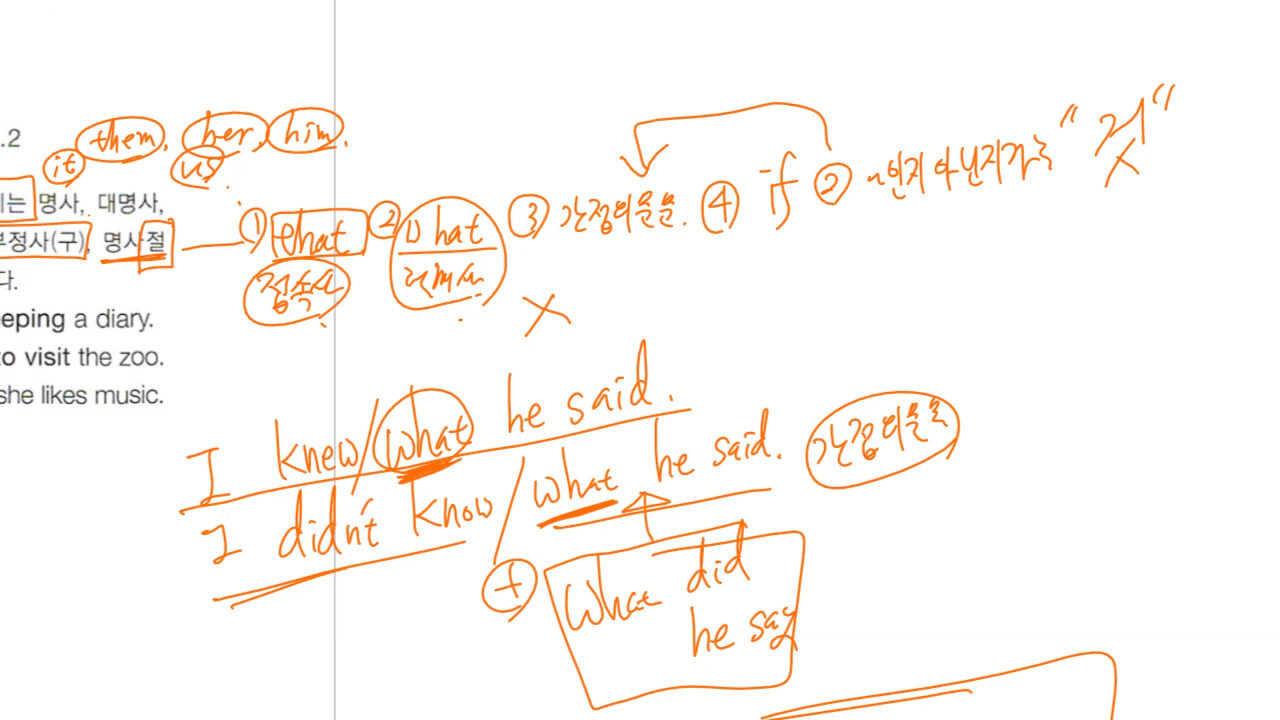 .2
it them, her, him.
us
는 명사, 대명사,
부정사(구), 명사절
다.
eeping a diary.
to visit the zoo.
she likes music.
① that ② what ③ 간접의문문. ④ if ② ~인지 아닌지가 "것"
접속사 관계사 X
I knew / what he said.
I didn't know / what he said. 간접의문문
+ What did
he say